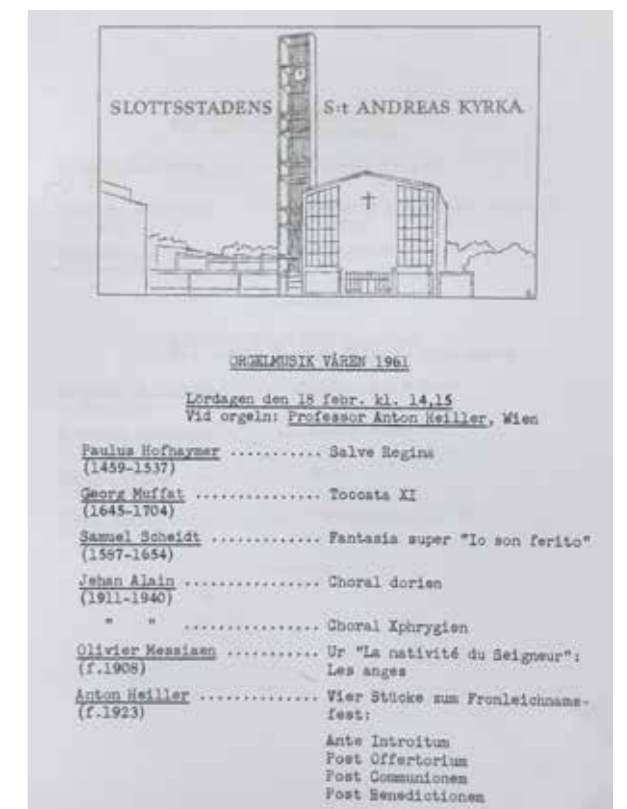 SLOTTSSTADENS S:t ANDREAS KYRKA
ORGELMUSIK VÅREN 1961
Lördagen den 18 febr. kl. 14,15
Vid orgeln: Professor Anton Heiller, Wien
Paulus Hofhaymer ........... Salve Regina
(1459-1537)
Georg Muffat ............... Toccata XI
(1645-1704)
Samuel Scheidt ............. Fantasia super "Io son ferito"
(1587-1654)
Jehan Alain ................ Choral dorien
(1911-1940)
" " ................ Choral Xphrygien
Olivier Messiaen ........... Ur "La nativité du Seigneur":
(f.1908) Les anges
Anton Heiller .............. Vier Stücke zum Fronleichnams-
(f.1923) fest:
Ante Introitum
Post Offertorium
Post Communionem
Post Benedictionem